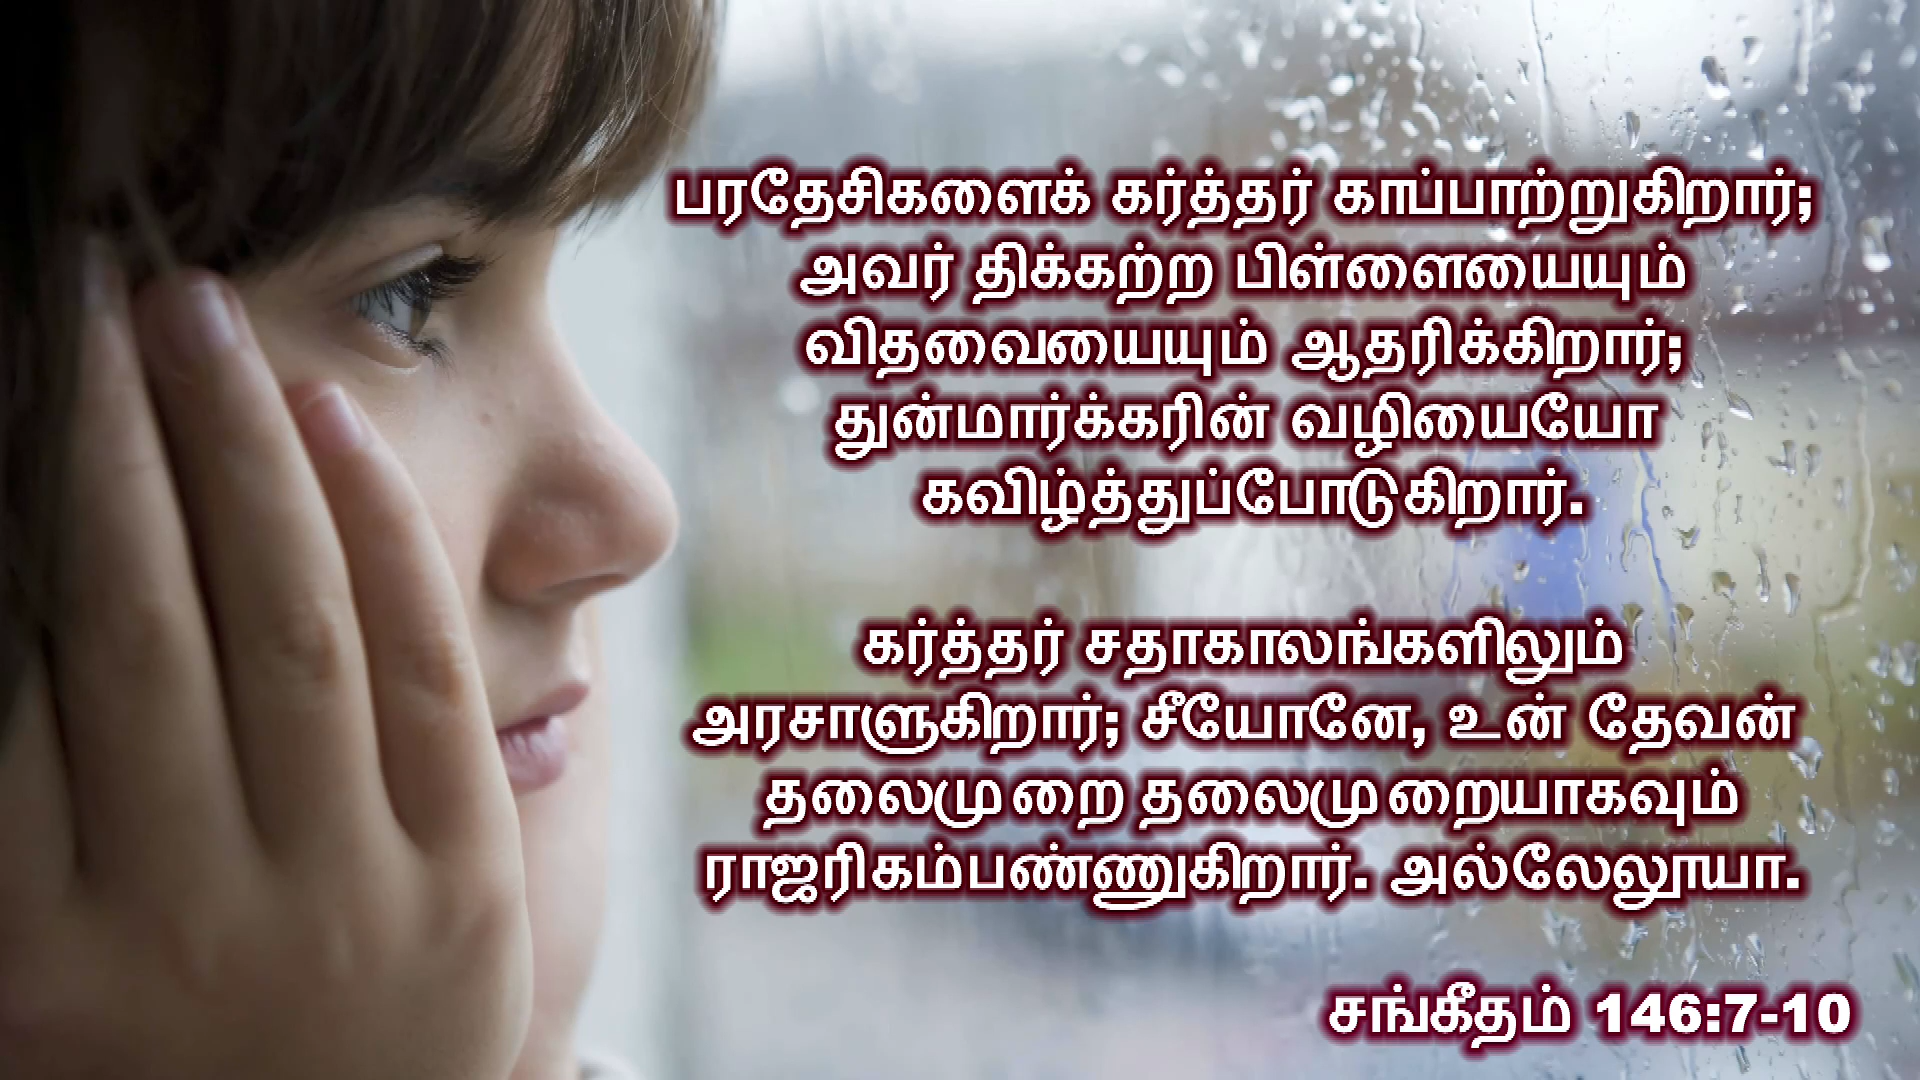 பரதேசிகளைக் கர்த்தர் காப்பாற்றுகிறார்;
அவர் திக்கற்ற பிள்ளையையும்
விதவையையும் ஆதரிக்கிறார்;
துன்மார்க்கரின் வழியையோ
கவிழ்த்துப்போடுகிறார்.
கர்த்தர் சதாகாலங்களிலும்
அரசாளுகிறார்; சீயோனே, உன் தேவன்
தலைமுறை தலைமுறையாகவும்
ராஜரிகம்பண்ணுகிறார். அல்லேலூயா.
சங்கீதம் 146:7-10